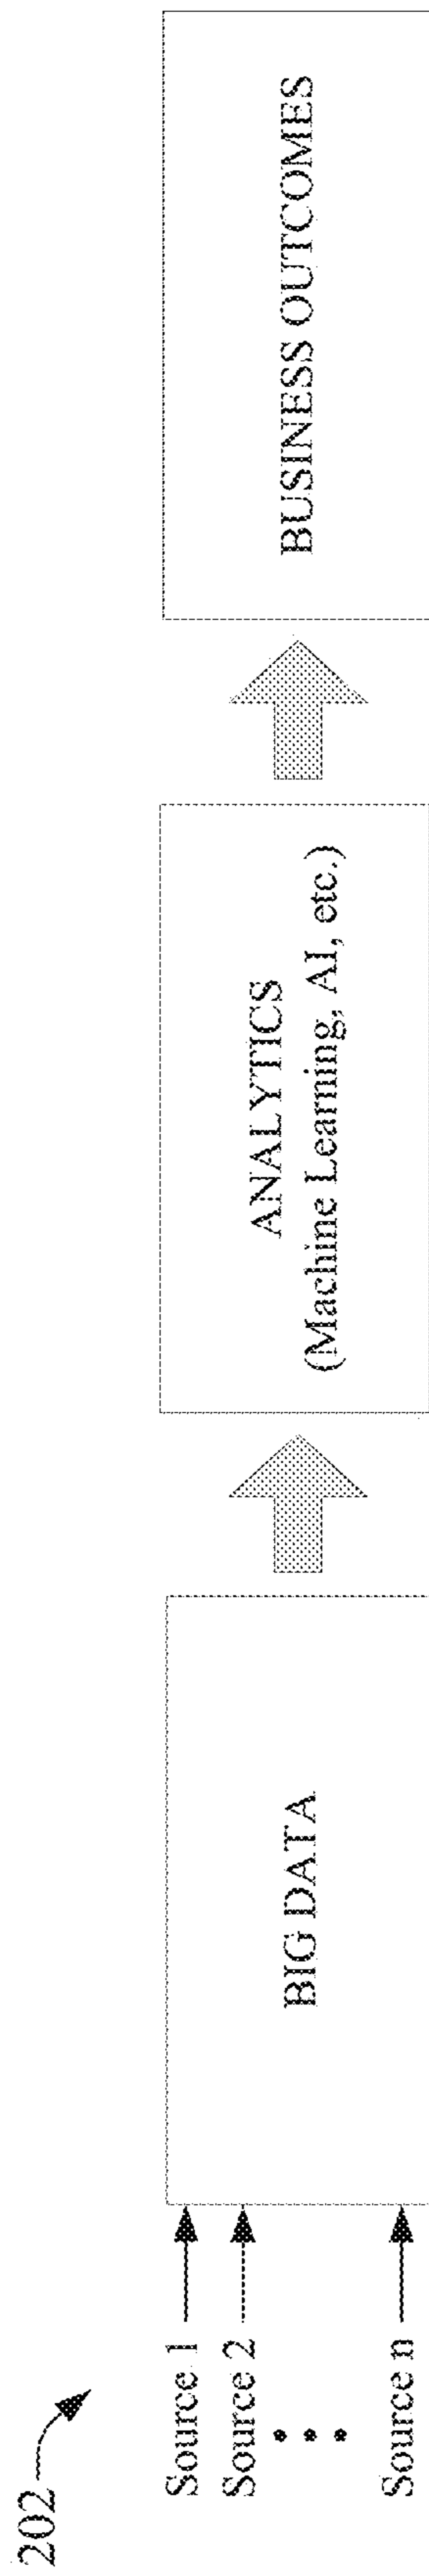 202
Source 1
Source 2
Source n
BIG DATA
ANALYTICS
(Machine Learning, AI, etc.)
BUSINESS OUTCOMES